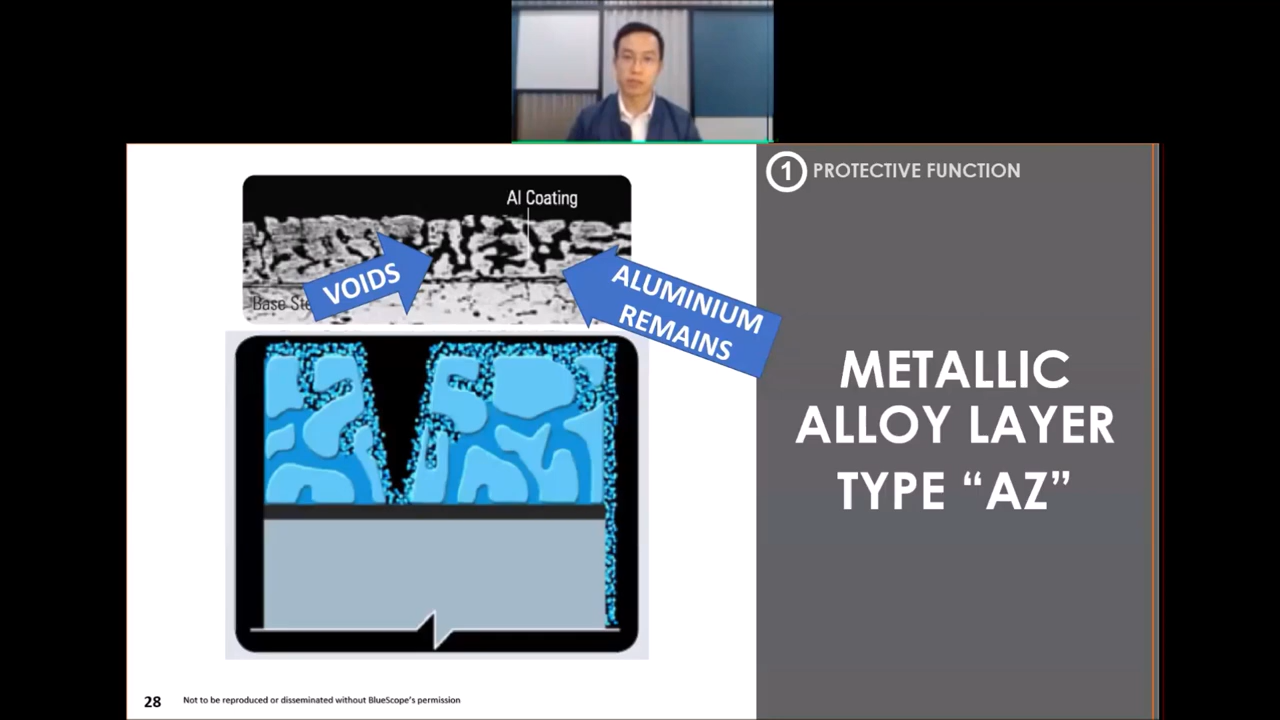 Al Coating
VOIDS
Base Ste
ALUMINIUM
REMAINS
1 PROTECTIVE FUNCTION
METALLIC
ALLOY LAYER
TYPE “AZ”
28 Not to be reproduced or disseminated without BlueScope's permission